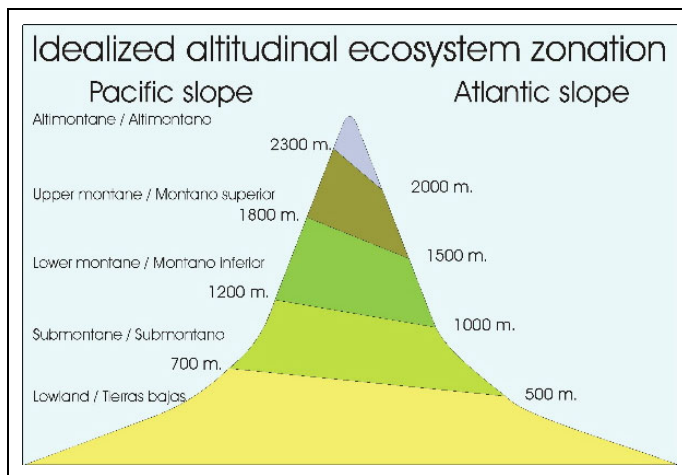 Idealized altitudinal ecosystem zonation
Pacific slope
Atlantic slope
Altimontane / Altimontano
2300 m.
2000 m.
Upper montane / Montano superior
1800 m.
1500 m.
Lower montane / Montano inferior
1200 m.
1000 m.
Submontane / Submontano
700 m.
500 m.
Lowland / Tierras bajas